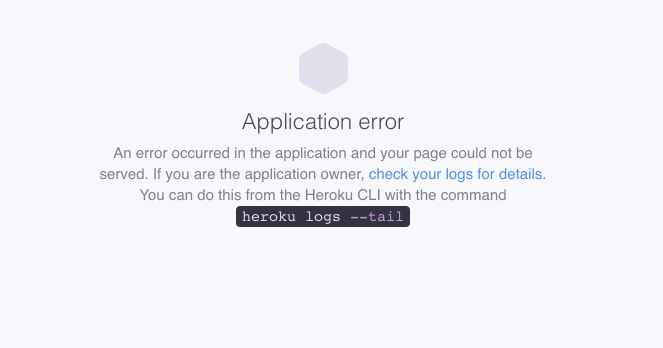 Application error
An error occurred in the application and your page could not be
served. If you are the application owner, check your logs for details.
You can do this from the Heroku CLI with the command
heroku logs --tail